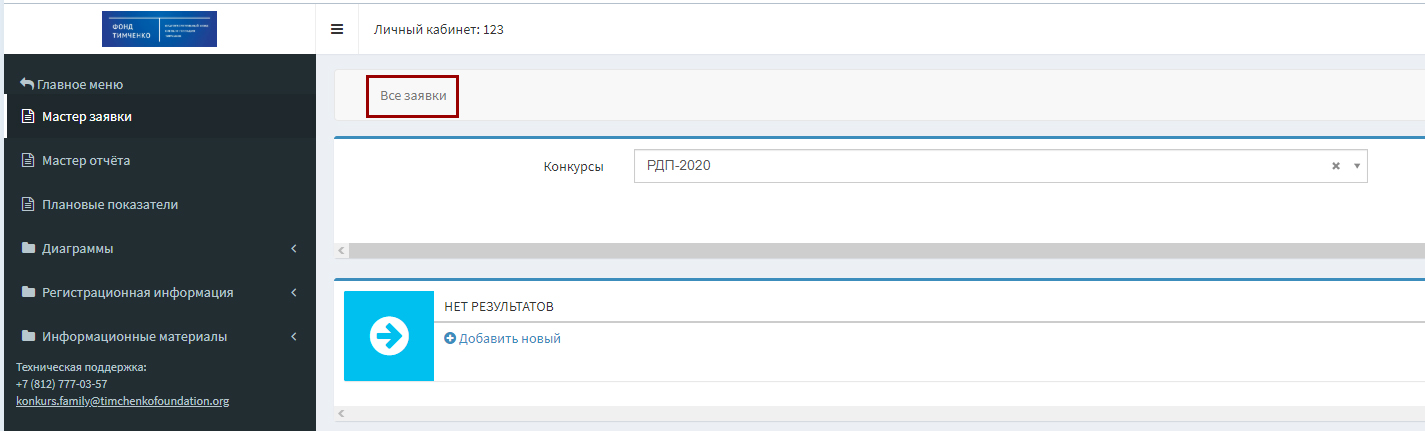 ФОНД
ТИМЧЕНКО
Личный кабинет: 123
Главное меню
Мастер заявки
Мастер отчёта
Плановые показатели
Диаграммы
Регистрационная информация
Информационные материалы
Техническая поддержка:
+7 (812) 777-03-57
konkurs.family@timchenkofoundation.org
Все заявки
Конкурсы РДП-2020
НЕТ РЕЗУЛЬТАТОВ
Добавить новый